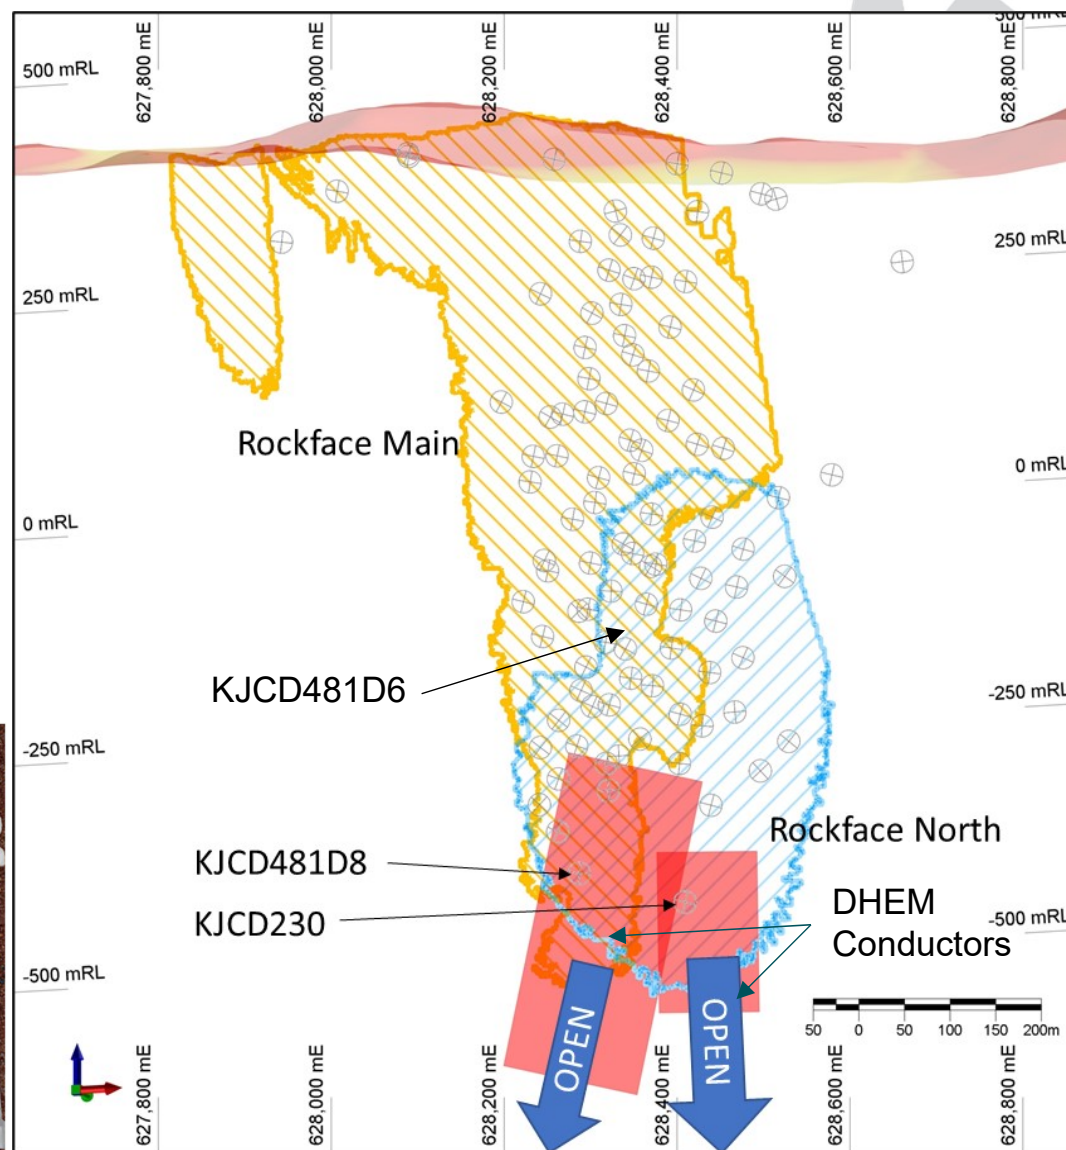 627,800 mE
628,000 mE
628,200 mE
628,400 mE
628,600 mE
628,800 mE
500 mRL
500 mRL
250 mRL
250 mRL
Rockface Main
0 mRL
0 mRL
KJCD481D6
-250 mRL
-250 mRL
Rockface North
KJCD481D8
KJCD230
DHEM
Conductors
-500 mRL
-500 mRL
OPEN
OPEN
50 0 50 100 150 200m
627,800 mE
628,000 mE
628,200 mE
628,400 mE
628,600 mE
628,800 mE